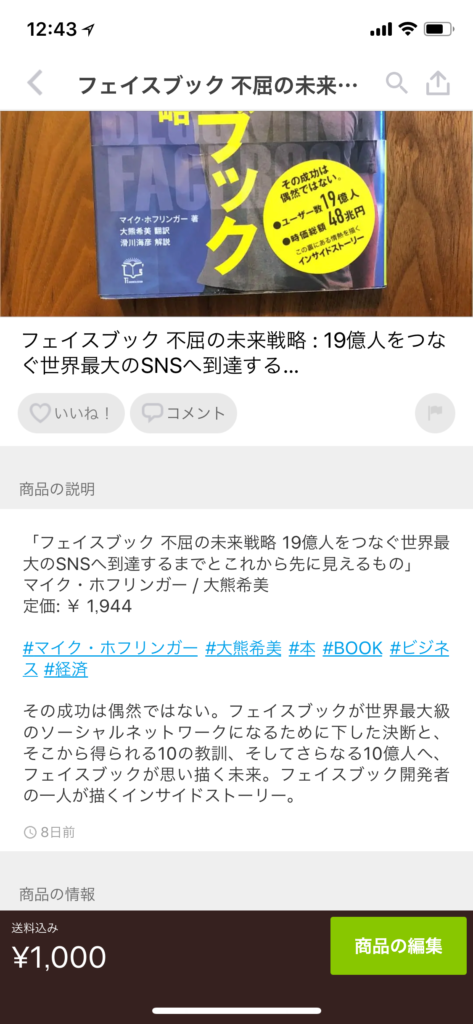 12:43
フェイスブック 不屈の未来…
FACEBOOK
略
ブック
マイク・ホフリンガー 著
大熊希美 翻訳
滑川海彦 解説
その成功は
偶然ではない。
●ユーザー数19億人
●時価総額48兆円
この裏にある情熱を描く
インサイドストーリー
フェイスブック 不屈の未来戦略 : 19億人をつな
ぐ世界最大のSNSへ到達する...
いいね！ コメント
商品の説明
「フェイスブック 不屈の未来戦略 19億人をつなぐ世界最
大のSNSへ到達するまでとこれから先に見えるもの」
マイク・ホフリンガー / 大熊希美
定価: ￥ 1,944
#マイク・ホフリンガー #大熊希美 #本 #BOOK #ビジネ
ス #経済
その成功は偶然ではない。フェイスブックが世界最大級
のソーシャルネットワークになるために下した決断と、
そこから得られる10の教訓、そしてさらなる10億人へ、
フェイスブックが思い描く未来。フェイスブック開発者
の一人が描くインサイドストーリー。
8日前
商品の情報
送料込み
¥1,000
商品の編集